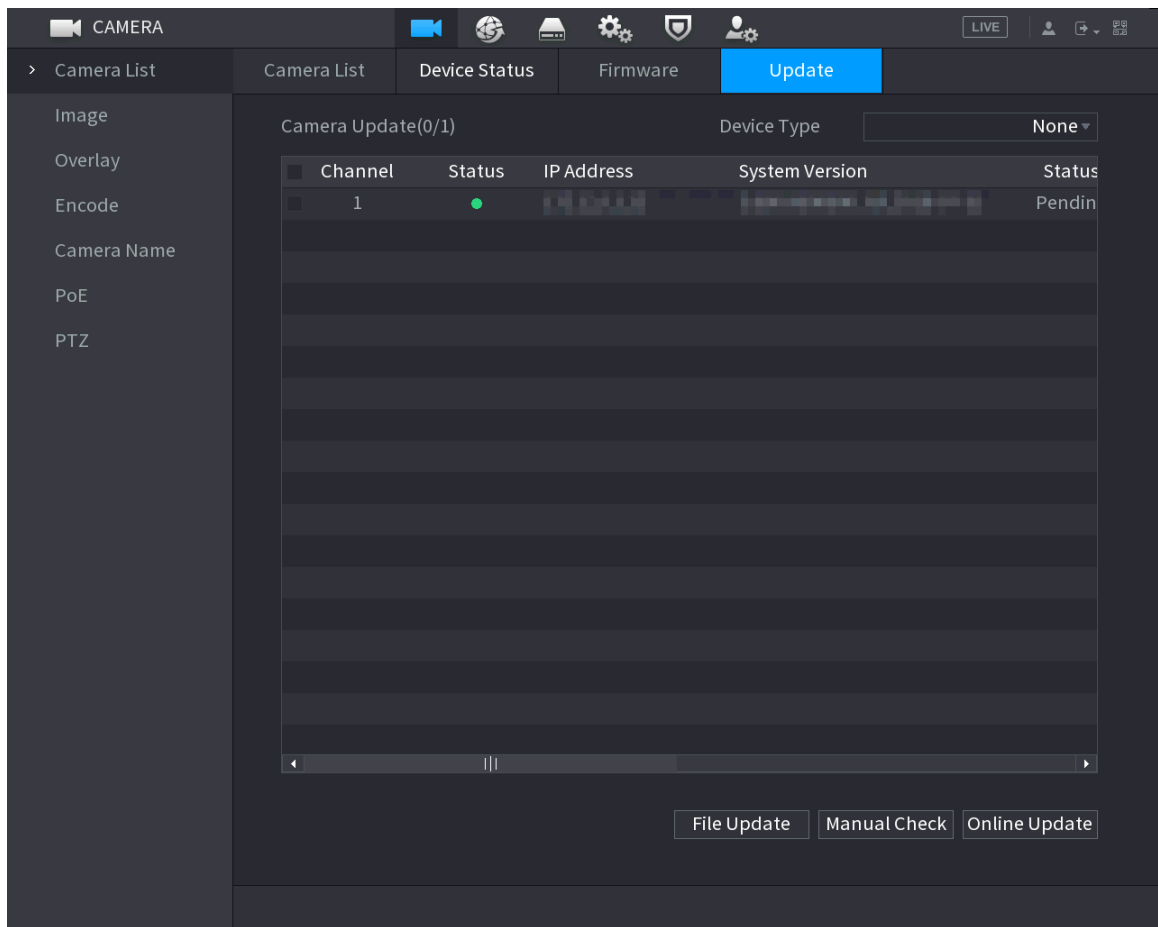 CAMERA
LIVE
Camera List
Image
Overlay
Encode
Camera Name
PoE
PTZ
Camera List Device Status Firmware Update
Camera Update(0/1) Device Type None
Channel Status IP Address System Version Status
1 Pendin
File Update Manual Check Online Update